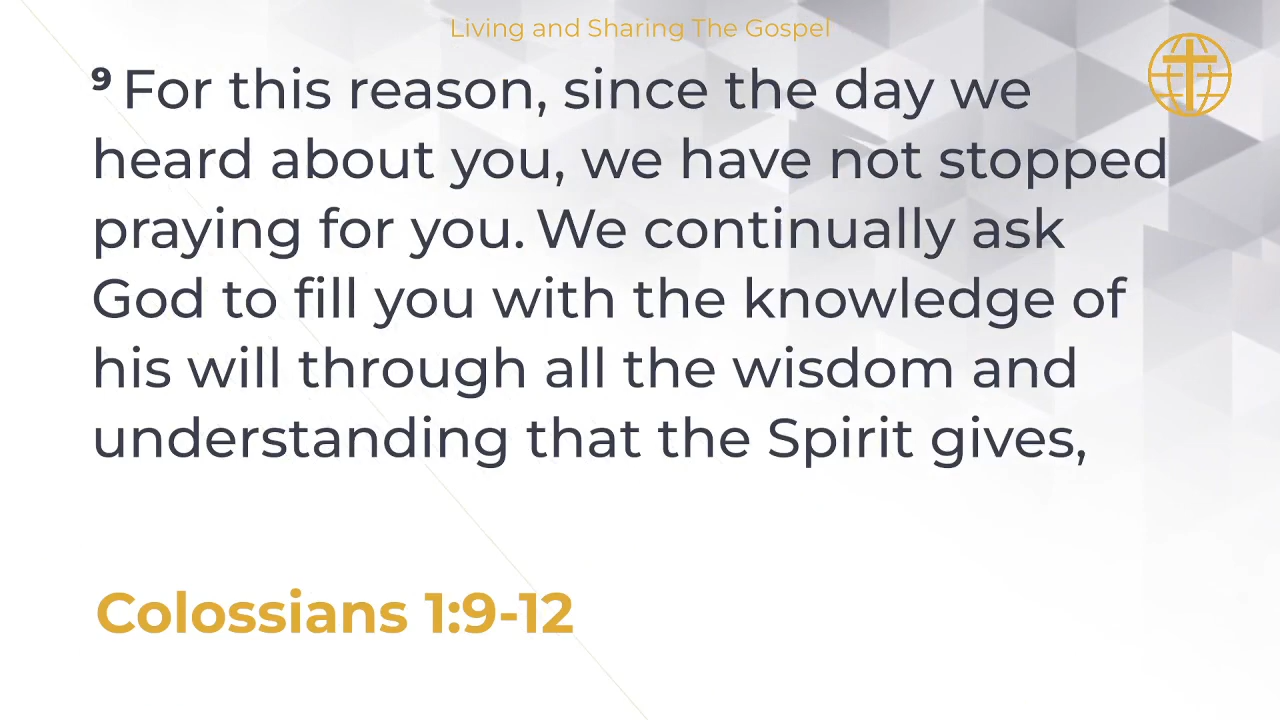 Living and Sharing The Gospel
⁹ For this reason, since the day we
heard about you, we have not stopped
praying for you. We continually ask
God to fill you with the knowledge of
his will through all the wisdom and
understanding that the Spirit gives,
Colossians 1:9-12